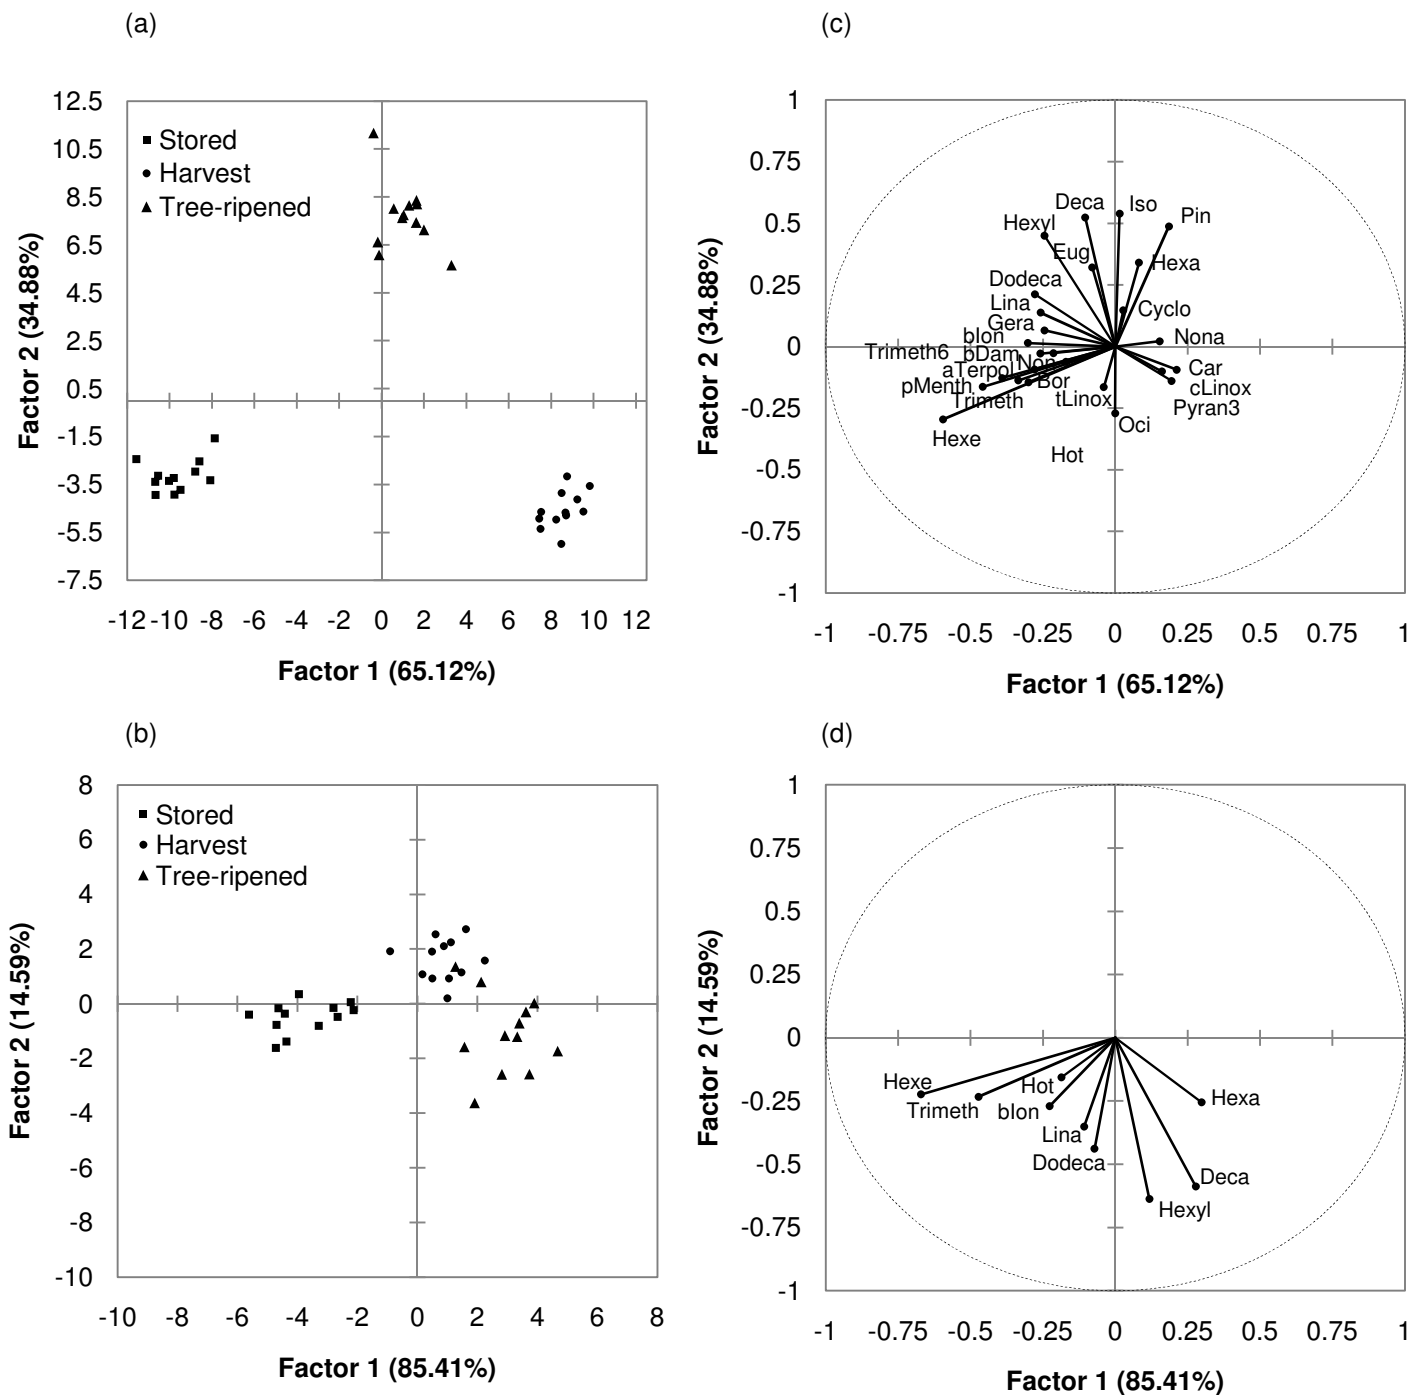 (a)
12.5
10.5
8.5
6.5
4.5
2.5
0.5
-1.5
-3.5
-5.5
-7.5
Stored
Harvest
Tree-ripened
Factor 2 (34.88%)
-12 -10 -8 -6 -4 -2 0 2 4 6 8 10 12
Factor 1 (65.12%)
(c)
1
0.75
0.5
0.25
0
-0.25
-0.5
-0.75
-1
Factor 2 (34.88%)
Deca
Iso
Pin
Hexyl
Eug
Hexa
Dodeca
Lina
Cyclo
Gera
bIon
Nona
Trimeth6
bDam
Non
aTerpol
Car
pMenth
Bor
cLinox
Trimeth
tLinox
Pyran3
Oci
Hexe
Hot
-1 -0.75 -0.5 -0.25 0 0.25 0.5 0.75 1
Factor 1 (65.12%)
(b)
8
6
4
2
0
-2
-4
-6
-8
-10
Stored
Harvest
Tree-ripened
Factor 2 (14.59%)
-10 -8 -6 -4 -2 0 2 4 6 8
Factor 1 (85.41%)
(d)
1
0.75
0.5
0.25
0
-0.25
-0.5
-0.75
-1
Factor 2 (14.59%)
Hexe
Hot
Hexa
Trimeth
bIon
Lina
Dodeca
Deca
Hexyl
-1 -0.75 -0.5 -0.25 0 0.25 0.5 0.75 1
Factor 1 (85.41%)